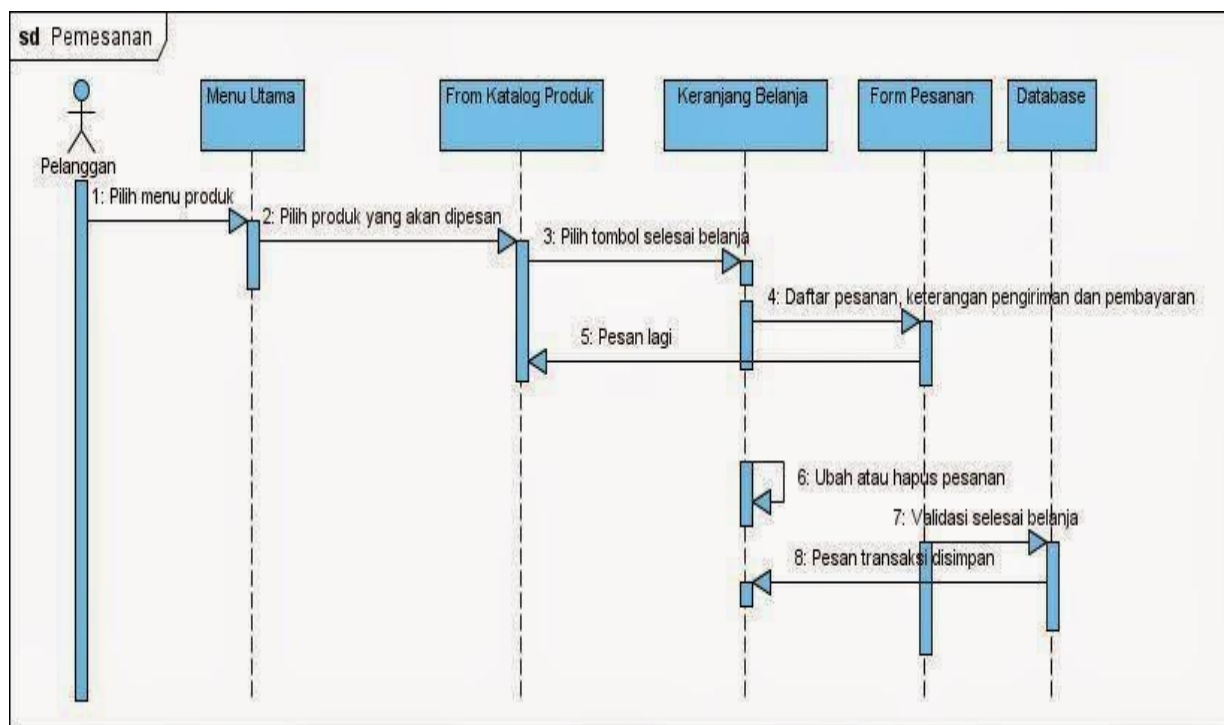 sd Pemesanan
Pelanggan
Menu Utama
From Katalog Produk
Keranjang Belanja
Form Pesanan
Database
1: Pilih menu produk
2: Pilih produk yang akan dipesan
3: Pilih tombol selesai belanja
4: Daftar pesanan, keterangan pengiriman dan pembayaran
5: Pesan lagi
6: Ubah atau hapus pesanan
7: Validasi selesai belanja
8: Pesan transaksi disimpan